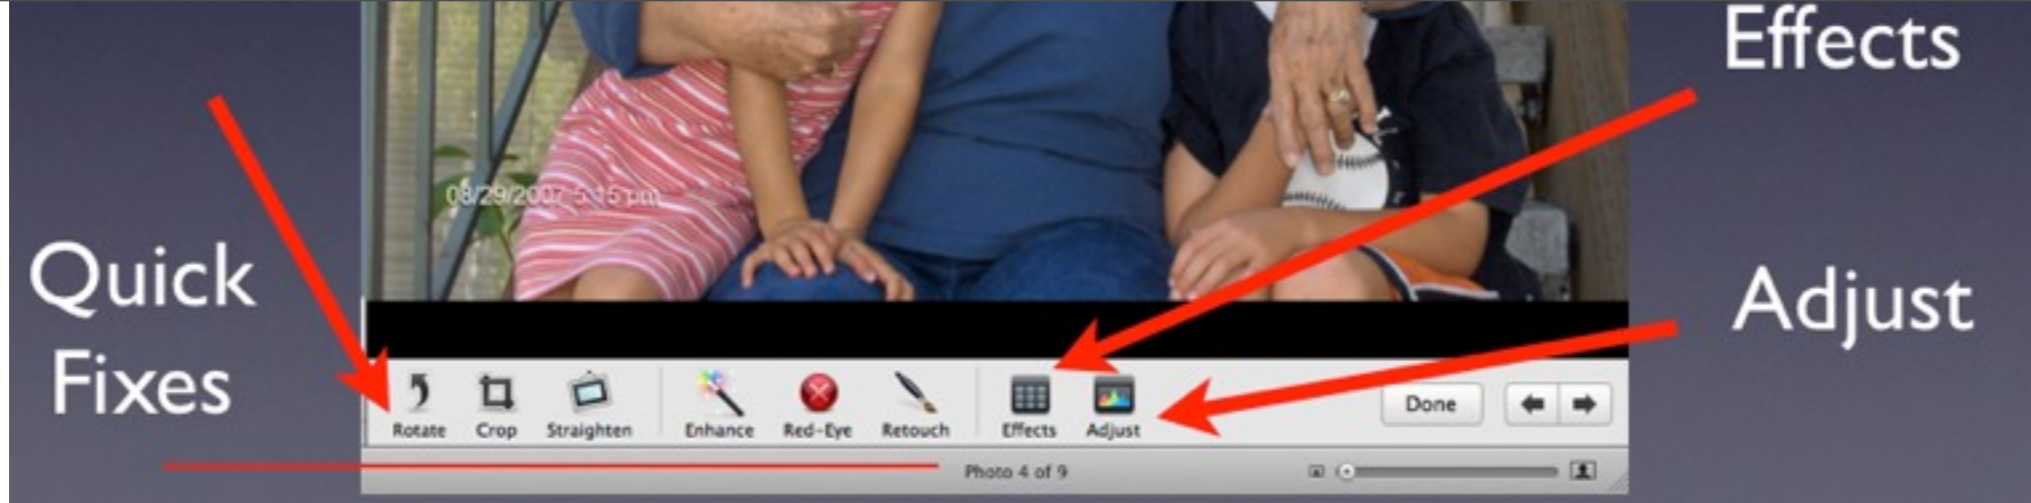 Effects
08/29/2007 5:15 pm
Quick
Fixes
Adjust
Rotate Crop Straighten Enhance Red-Eye Retouch Effects Adjust Done
Photo 4 of 9